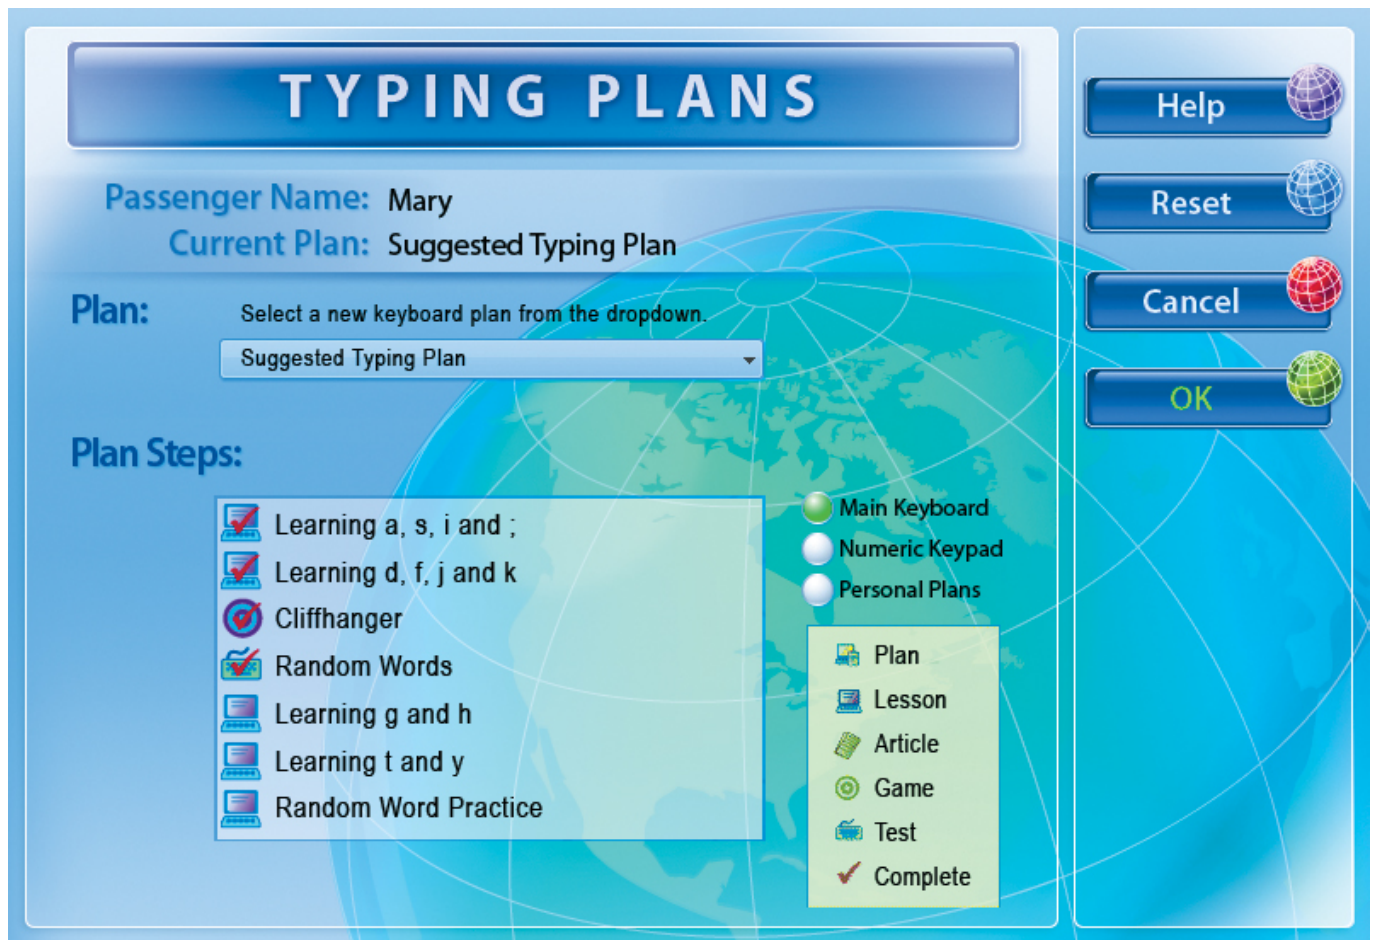 TYPING PLANS
Passenger Name: Mary
Current Plan: Suggested Typing Plan
Plan: Select a new keyboard plan from the dropdown.
Suggested Typing Plan
Plan Steps:
Learning a, s, i and ;
Learning d, f, j and k
Cliffhanger
Random Words
Learning g and h
Learning t and y
Random Word Practice
Main Keyboard
Numeric Keypad
Personal Plans
Plan
Lesson
Article
Game
Test
Complete
Help
Reset
Cancel
OK